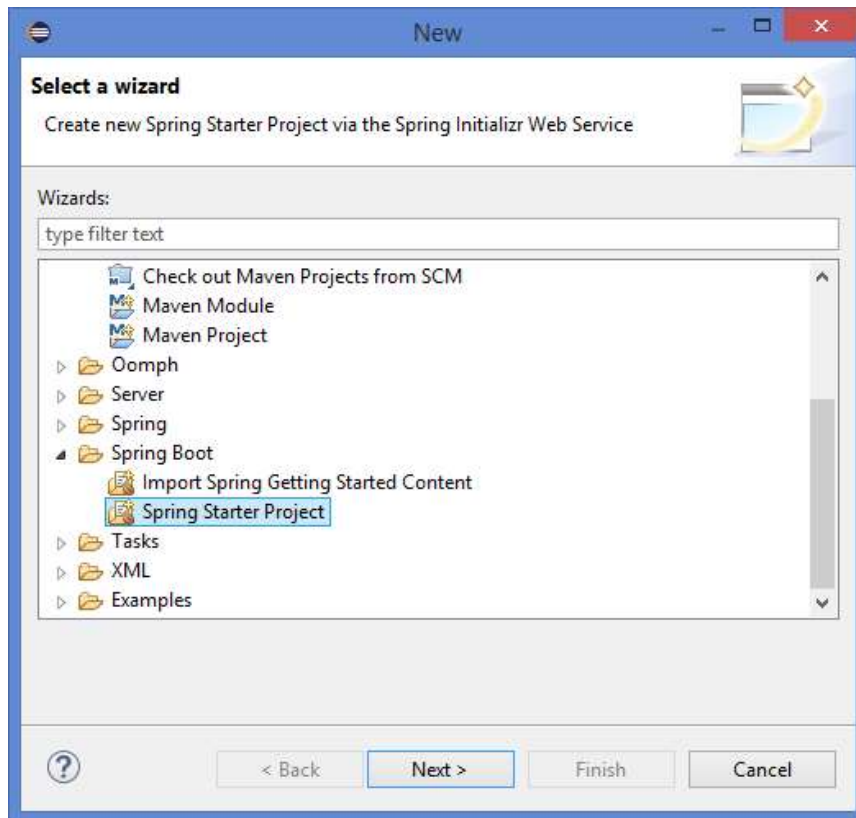 New
Select a wizard
Create new Spring Starter Project via the Spring Initializr Web Service
Wizards:
type filter text
Check out Maven Projects from SCM
Maven Module
Maven Project
Oomph
Server
Spring
Spring Boot
Import Spring Getting Started Content
Spring Starter Project
Tasks
XML
Examples
< Back Next > Finish Cancel